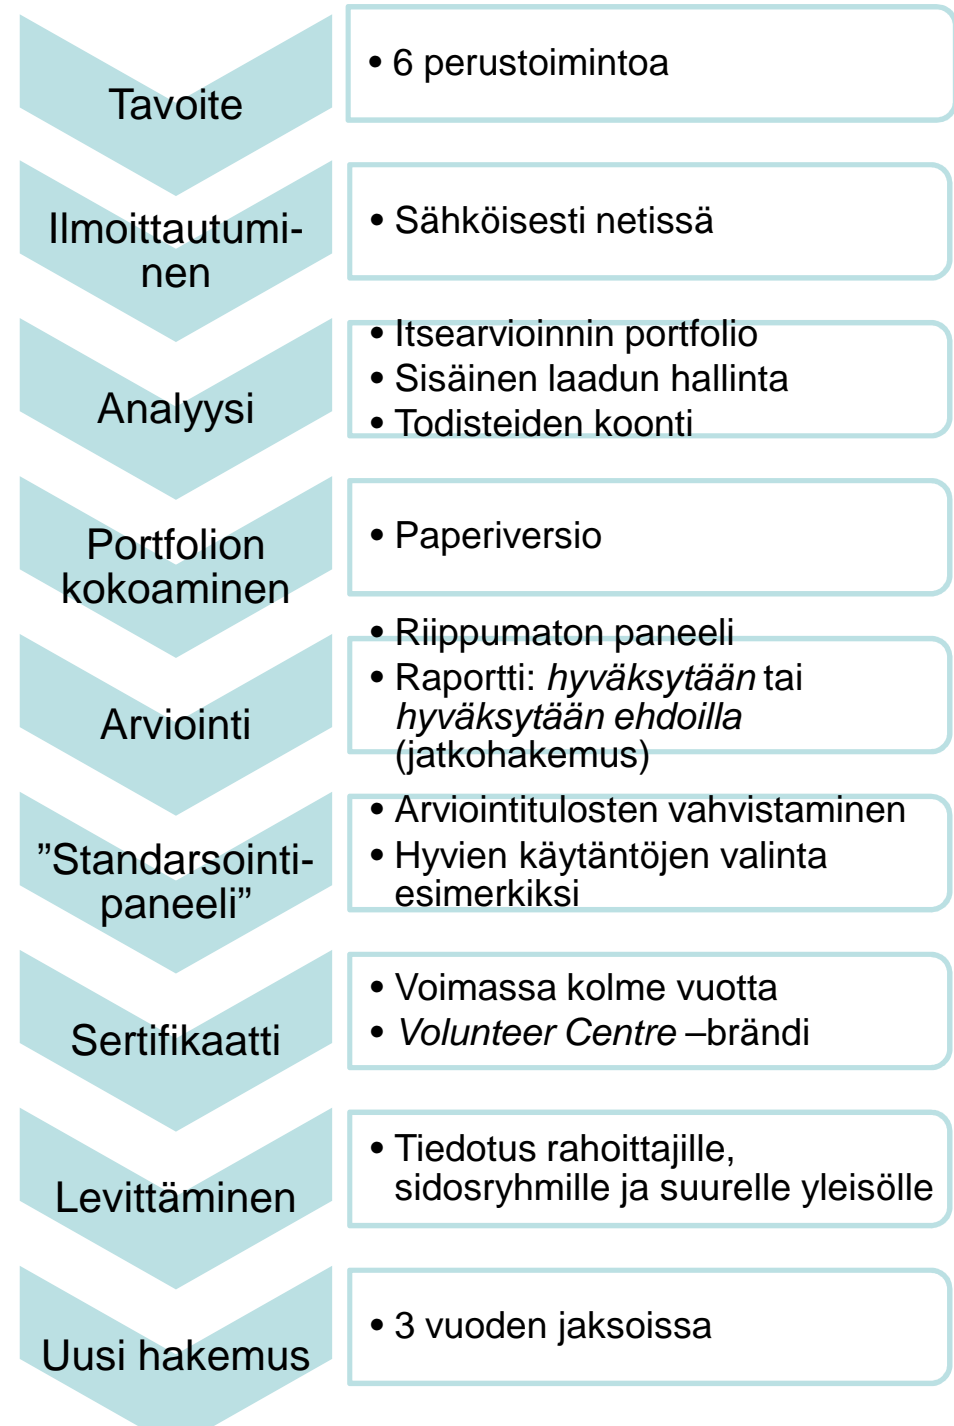 Tavoite
• 6 perustoimintoa
Ilmoittautumi-
nen
• Sähköisesti netissä
Analyysi
• Itsearvioinnin portfolio
• Sisäinen laadun hallinta
• Todisteiden koonti
Portfolion
kokoaminen
• Paperiversio
Arviointi
• Riippumaton paneeli
• Raportti: hyväksytään tai
hyväksytään ehdoilla
(jatkohakemus)
”Standarsointi-
paneeli”
• Arviointitulosten vahvistaminen
• Hyvien käytäntöjen valinta
esimerkiksi
Sertifikaatti
• Voimassa kolme vuotta
• Volunteer Centre –brändi
Levittäminen
• Tiedotus rahoittajille,
sidosryhmille ja suurelle yleisölle
Uusi hakemus
• 3 vuoden jaksoissa